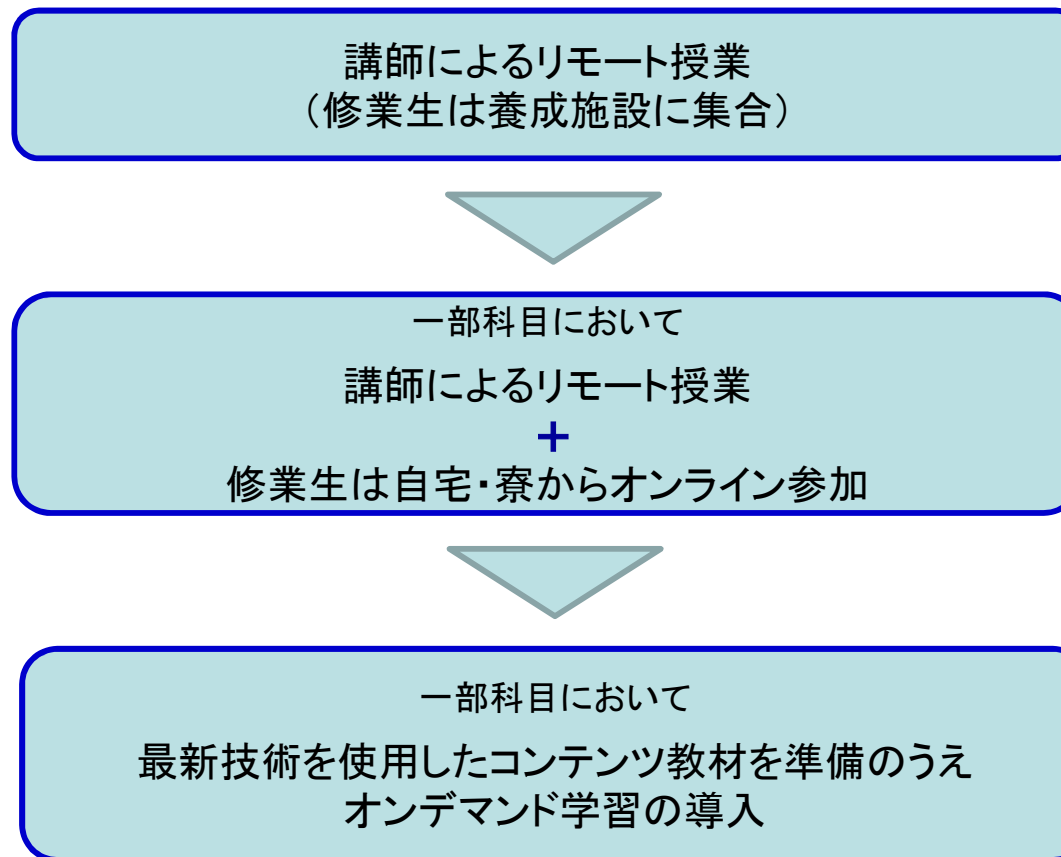 講師によるリモート授業
（修業生は養成施設に集合）
一部科目において
講師によるリモート授業
＋
修業生は自宅・寮からオンライン参加
一部科目において
最新技術を使用したコンテンツ教材を準備のうえ
オンデマンド学習の導入